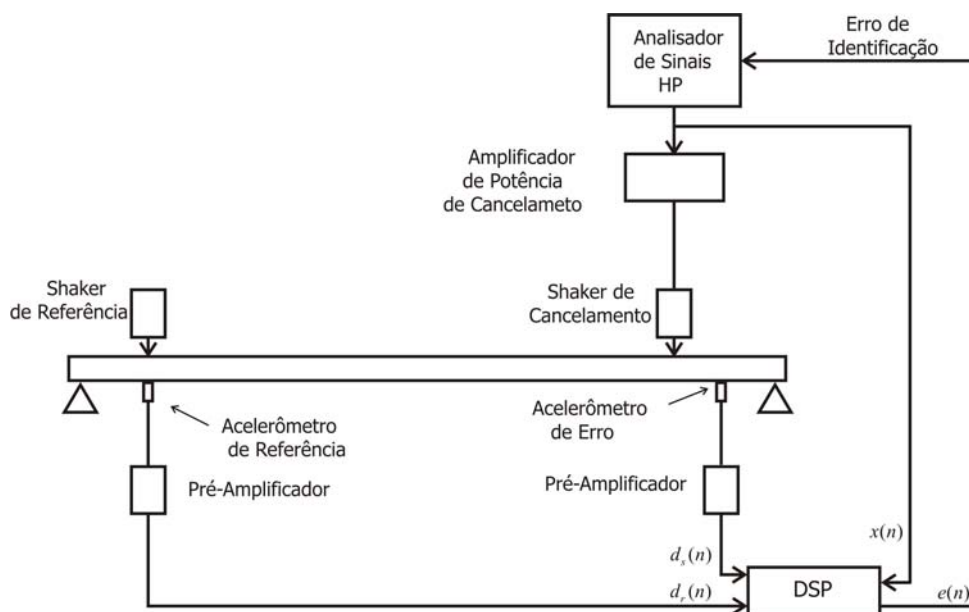 Analisador
de Sinais
HP
Erro de
Identificação
Amplificador
de Potência
de Cancelameto
Shaker
de Referência
Shaker de
Cancelamento
Acelerômetro
de Referência
Acelerômetro
de Erro
Pré-Amplificador
Pré-Amplificador
x(n)
d_s(n)
d_r(n)
DSP
e(n)